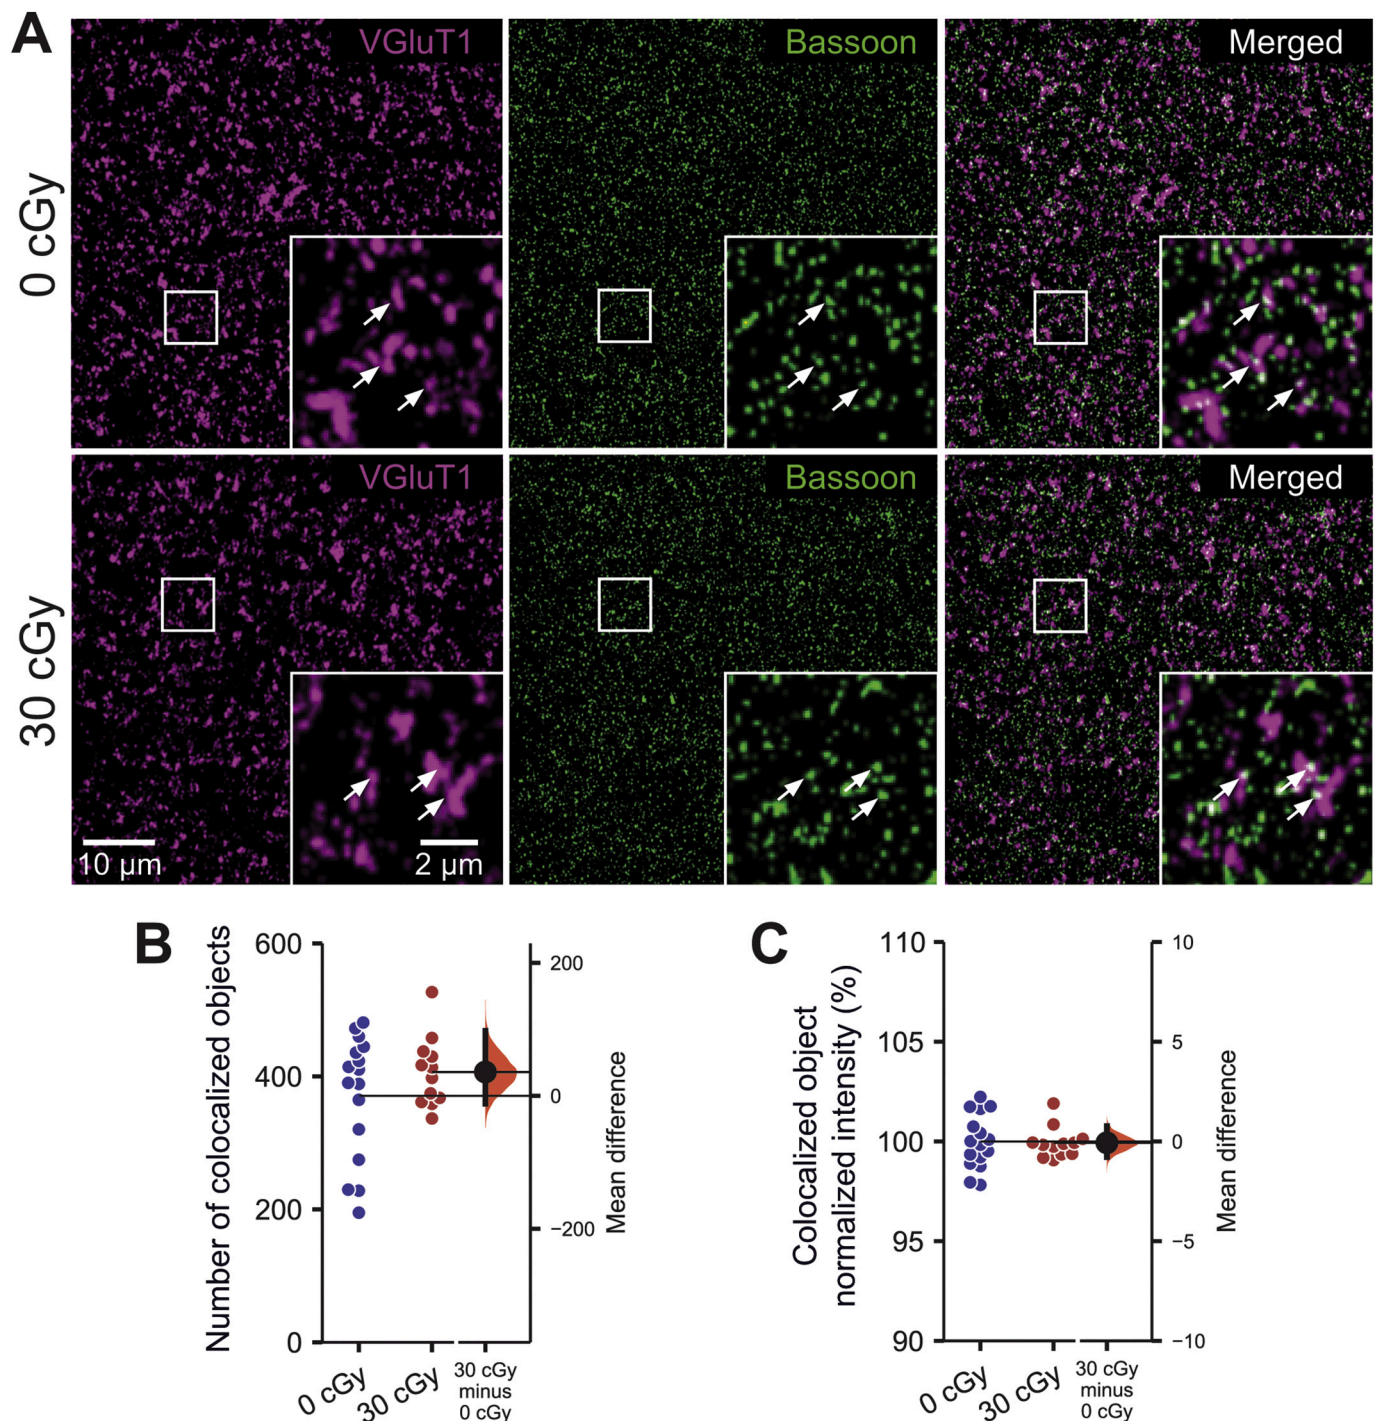 A
VGluT1
Bassoon
Merged
0 cGy
VGluT1
Bassoon
Merged
30 cGy
10 µm
2 µm
B
Number of colocalized objects
600
400
200
0
200
0
−200
Mean difference
0 cGy
30 cGy
30 cGy
minus
0 cGy
C
Colocalized object
normalized intensity (%)
110
105
100
95
90
10
5
0
−5
−10
Mean difference
0 cGy
30 cGy
30 cGy
minus
0 cGy